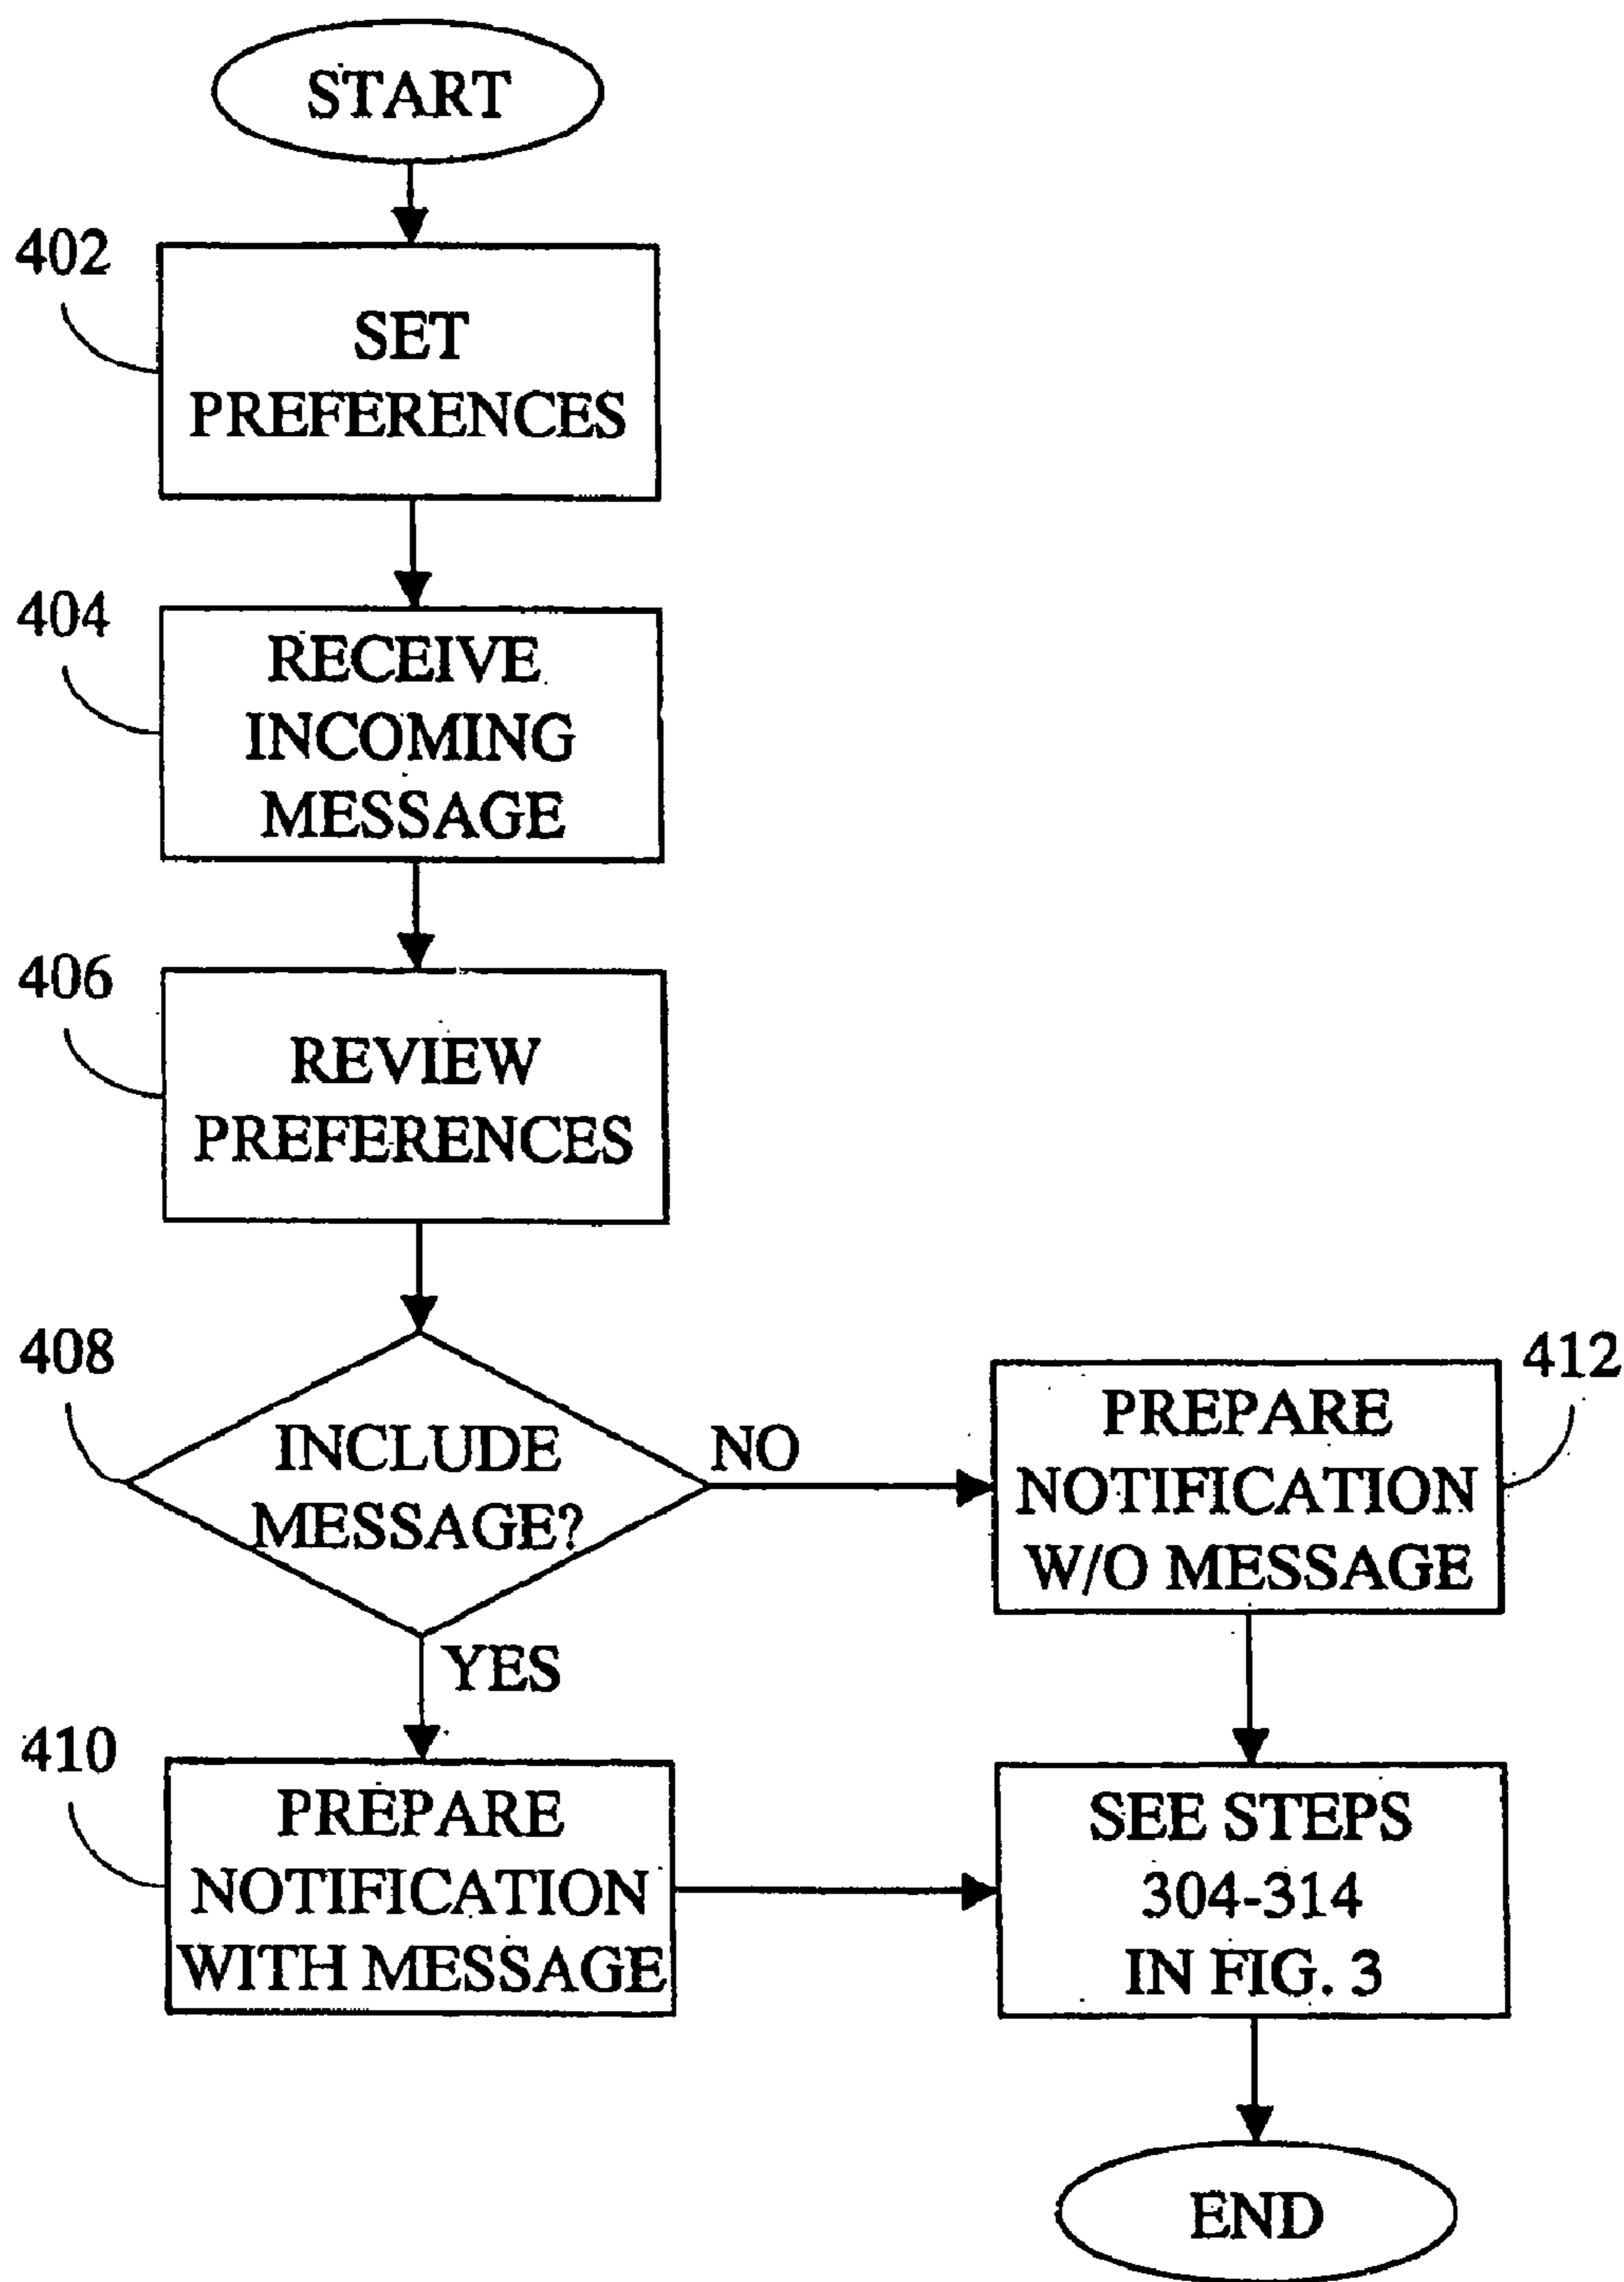 START
402
SET
PREFERENCES
404
RECEIVE
INCOMING
MESSAGE
406
REVIEW
PREFERENCES
408
INCLUDE
MESSAGE?
NO
YES
412
PREPARE
NOTIFICATION
W/O MESSAGE
410
PREPARE
NOTIFICATION
WITH MESSAGE
SEE STEPS
304-314
IN FIG. 3
END